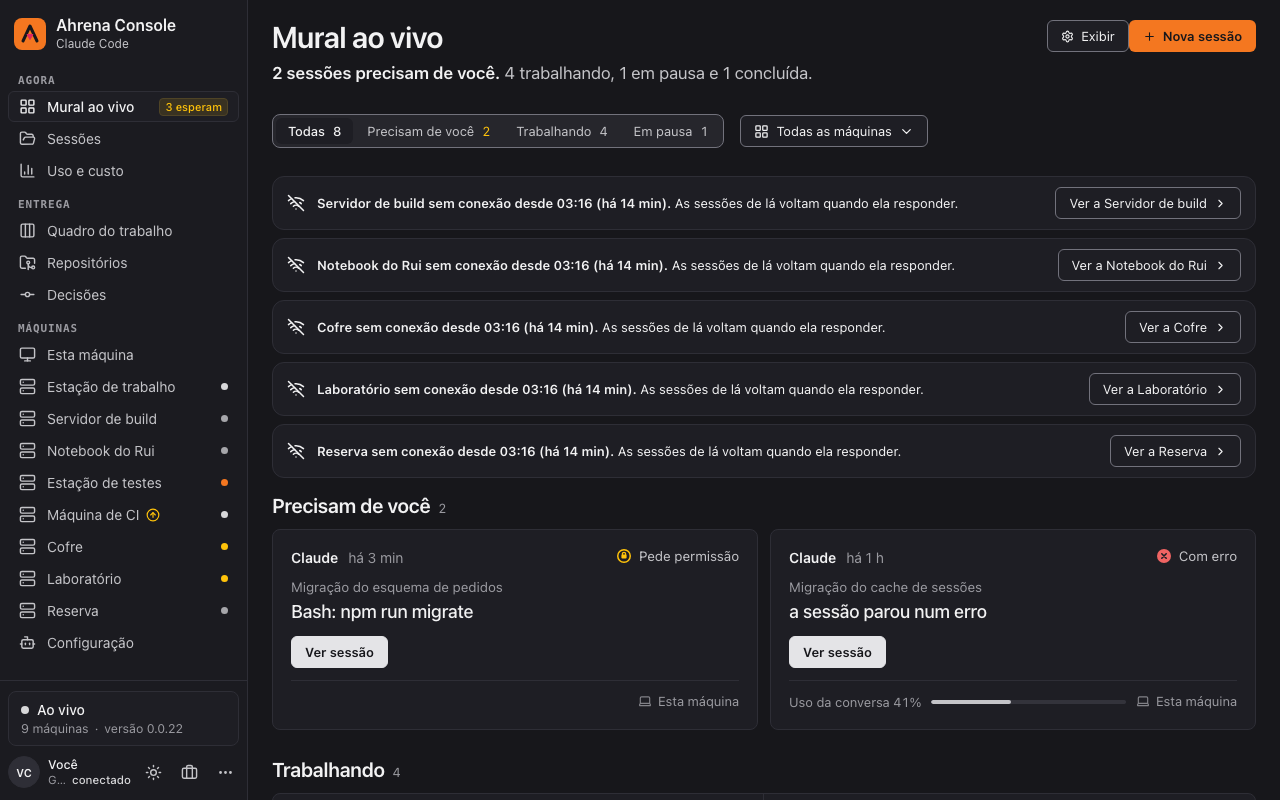 Ahrena Console
Claude Code
AGORA
Mural ao vivo 3 esperam
Sessões
Uso e custo
ENTREGA
Quadro do trabalho
Repositórios
Decisões
MÁQUINAS
Esta máquina
Estação de trabalho
Servidor de build
Notebook do Rui
Estação de testes
Máquina de CI
Cofre
Laboratório
Reserva
Configuração
Ao vivo
9 máquinas · versão 0.0.22
VC
Você
G... conectado
Mural ao vivo
Exibir
Nova sessão
2 sessões precisam de você. 4 trabalhando, 1 em pausa e 1 concluída.
Todas 8 Precisam de você 2 Trabalhando 4 Em pausa 1
Todas as máquinas
Servidor de build sem conexão desde 03:16 (há 14 min). As sessões de lá voltam quando ela responder.
Ver a Servidor de build
Notebook do Rui sem conexão desde 03:16 (há 14 min). As sessões de lá voltam quando ela responder.
Ver a Notebook do Rui
Cofre sem conexão desde 03:16 (há 14 min). As sessões de lá voltam quando ela responder.
Ver a Cofre
Laboratório sem conexão desde 03:16 (há 14 min). As sessões de lá voltam quando ela responder.
Ver a Laboratório
Reserva sem conexão desde 03:16 (há 14 min). As sessões de lá voltam quando ela responder.
Ver a Reserva
Precisam de você 2
Claude há 3 min Pede permissão
Migração do esquema de pedidos
Bash: npm run migrate
Ver sessão
Esta máquina
Claude há 1 h Com erro
Migração do cache de sessões
a sessão parou num erro
Ver sessão
Uso da conversa 41% Esta máquina
Trabalhando 4